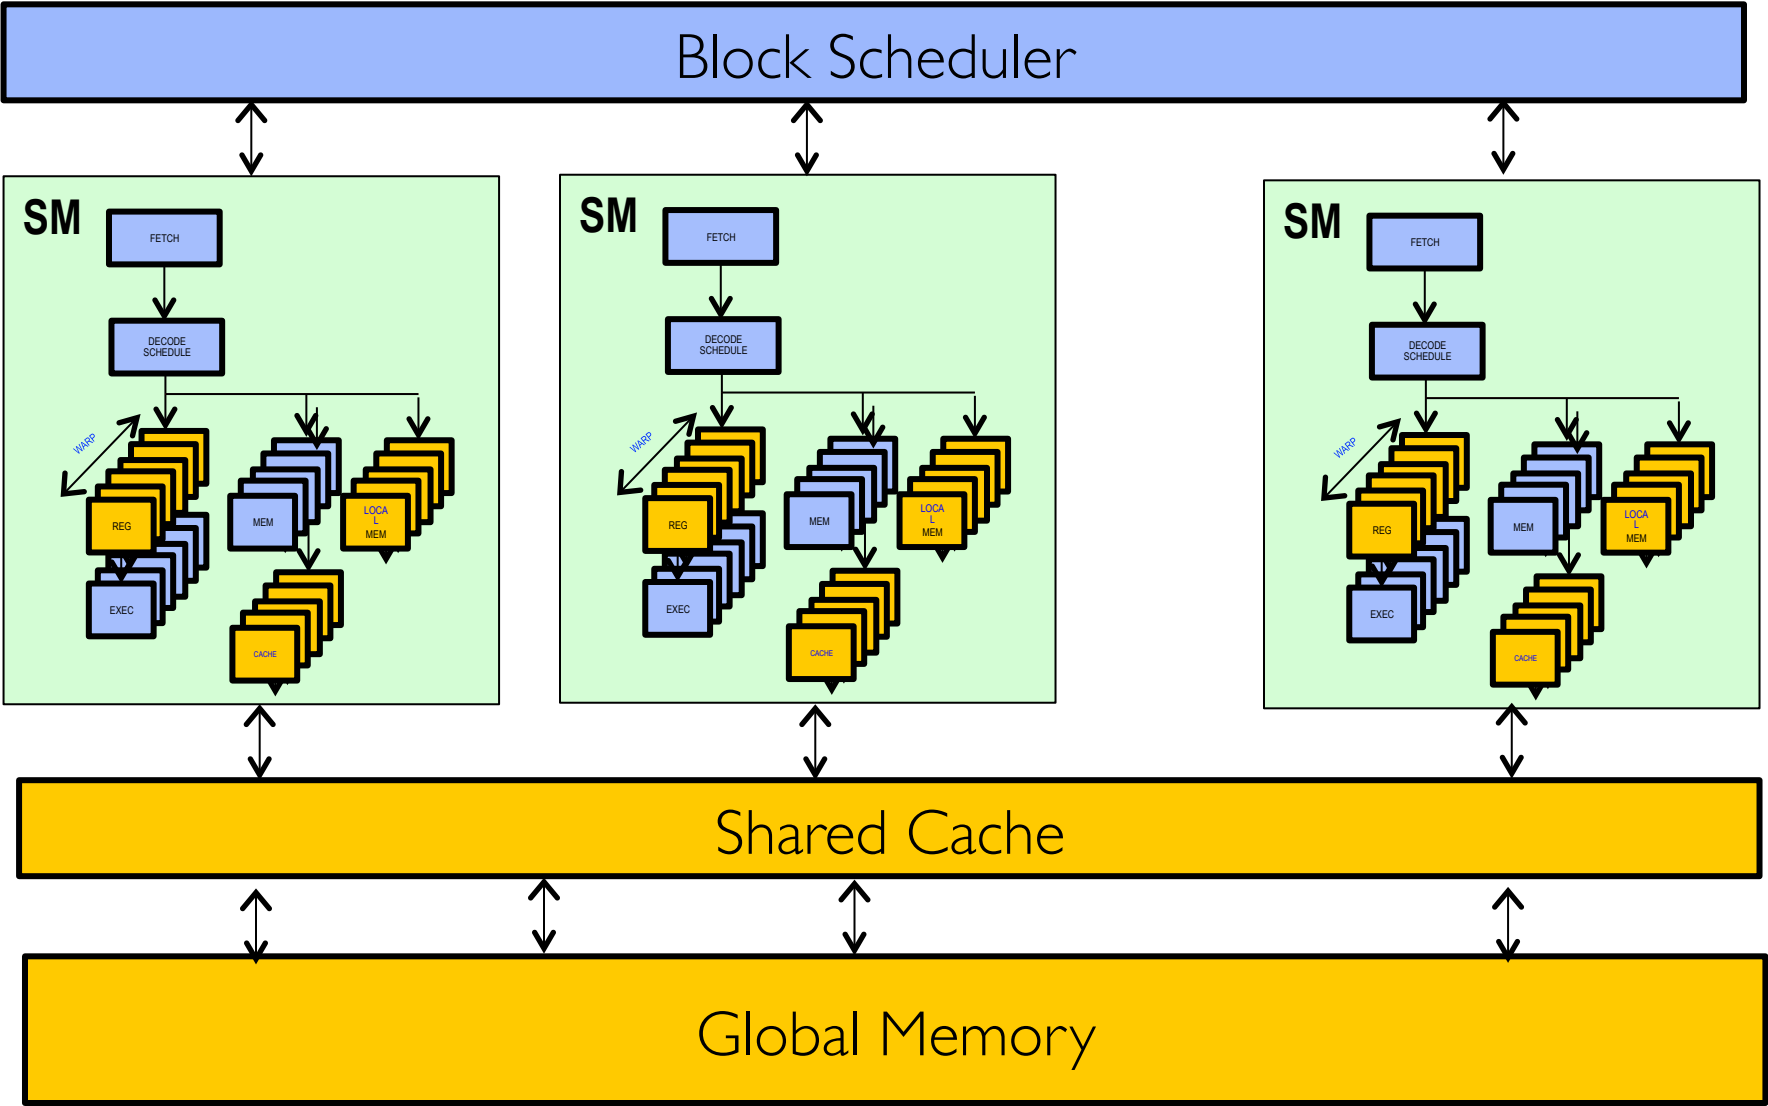 Block Scheduler
SM
FETCH
DECODE
SCHEDULE
WARP
REG
MEM
LOCA
L
MEM
EXEC
CACHE
SM
FETCH
DECODE
SCHEDULE
WARP
REG
MEM
LOCA
L
MEM
EXEC
CACHE
SM
FETCH
DECODE
SCHEDULE
WARP
REG
MEM
LOCA
L
MEM
EXEC
CACHE
Shared Cache
Global Memory